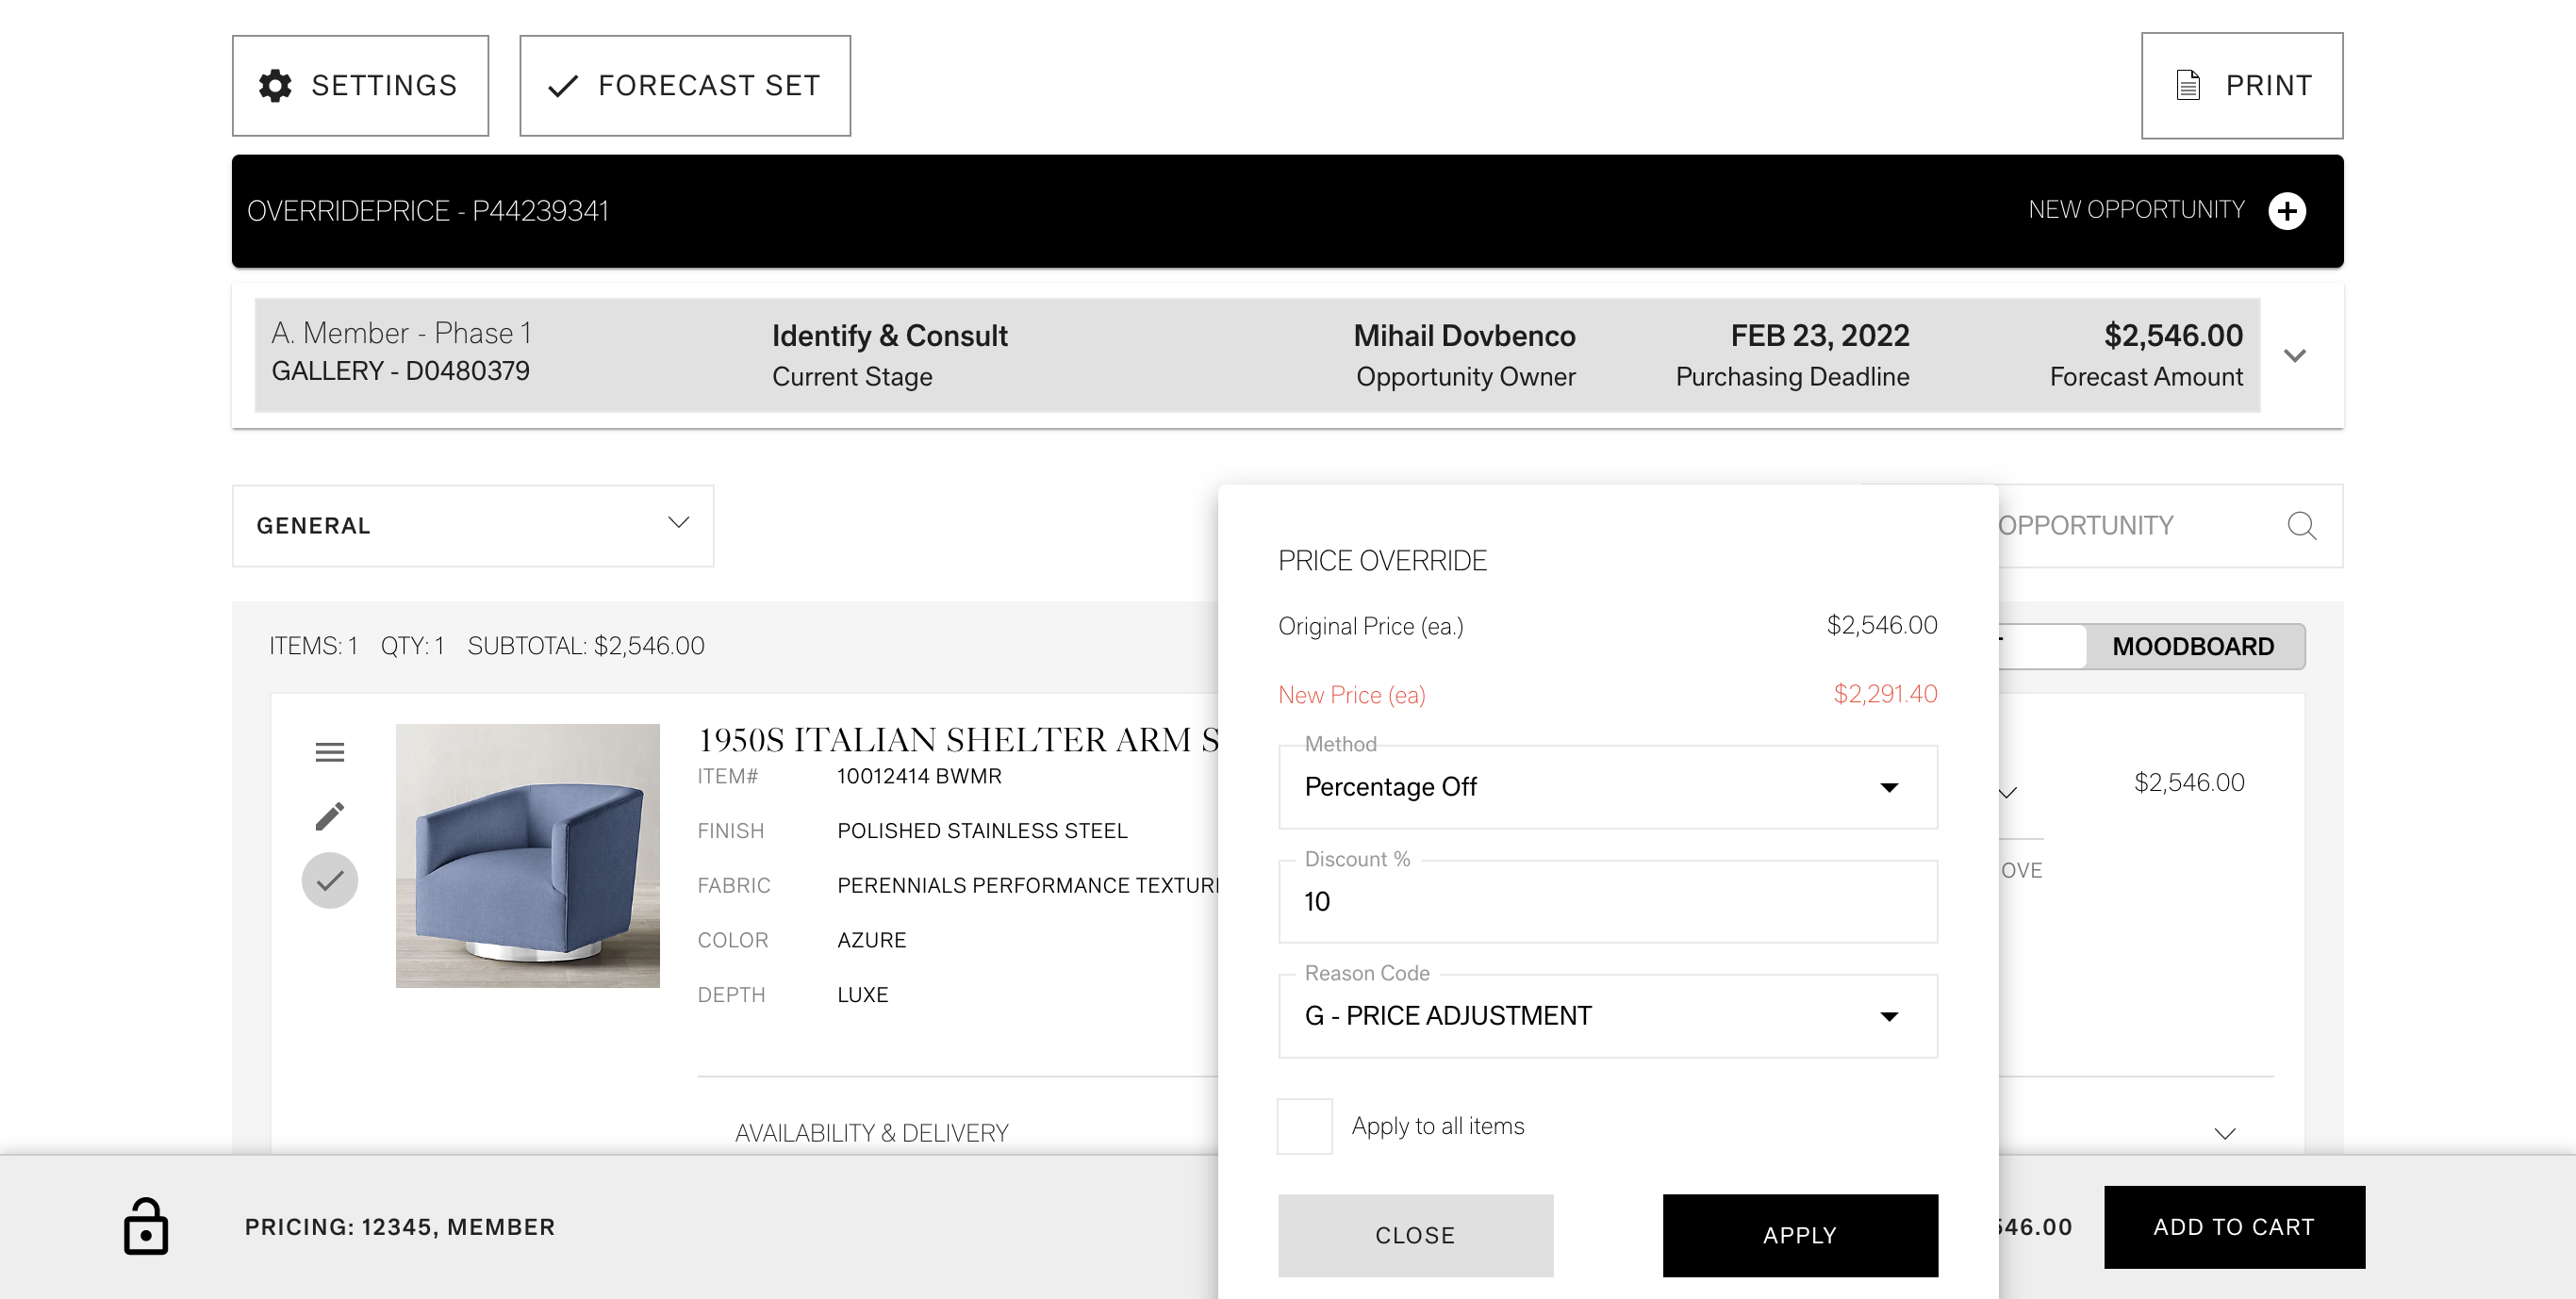 SETTINGS
FORECAST SET
PRINT
OVERRIDEPRICE - P44239341
NEW OPPORTUNITY
A. Member - Phase 1
GALLERY - D0480379
Identify & Consult
Current Stage
Mihail Dovbenco
Opportunity Owner
FEB 23, 2022
Purchasing Deadline
$2,546.00
Forecast Amount
GENERAL
OPPORTUNITY
ITEMS: 1 QTY: 1 SUBTOTAL: $2,546.00
MOODBOARD
1950S ITALIAN SHELTER ARM
ITEM# 10012414 BWMR
FINISH POLISHED STAINLESS STEEL
FABRIC PERENNIALS PERFORMANCE
COLOR AZURE
DEPTH LUXE
$2,546.00
AVAILABILITY & DELIVERY
PRICE OVERRIDE
Original Price (ea.) $2,546.00
New Price (ea) $2,291.40
Method
Percentage Off
Discount %
10
Reason Code
G - PRICE ADJUSTMENT
Apply to all items
CLOSE
APPLY
PRICING: 12345, MEMBER
ADD TO CART